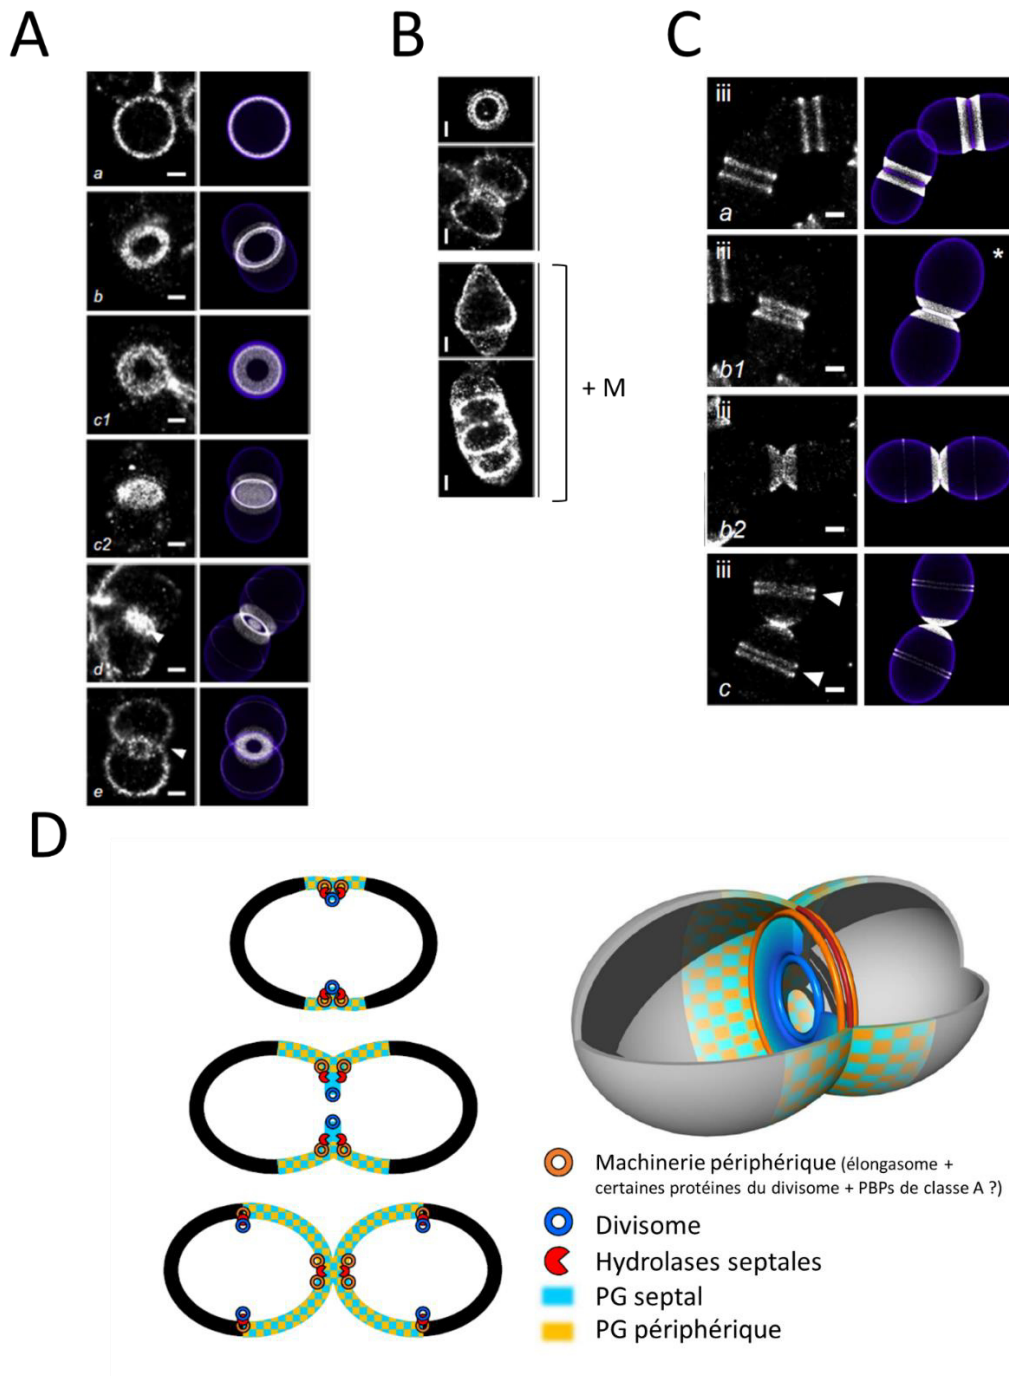 A
a
b
c1
c2
d
e
B
+ M
C
iii
a
iii
*
b1
iii
b2
iii
c
D
Machinerie périphérique (élongasome +
certaines protéines du divisome + PBPs de classe A ?)
Divisome
Hydrolases septales
PG septal
PG périphérique